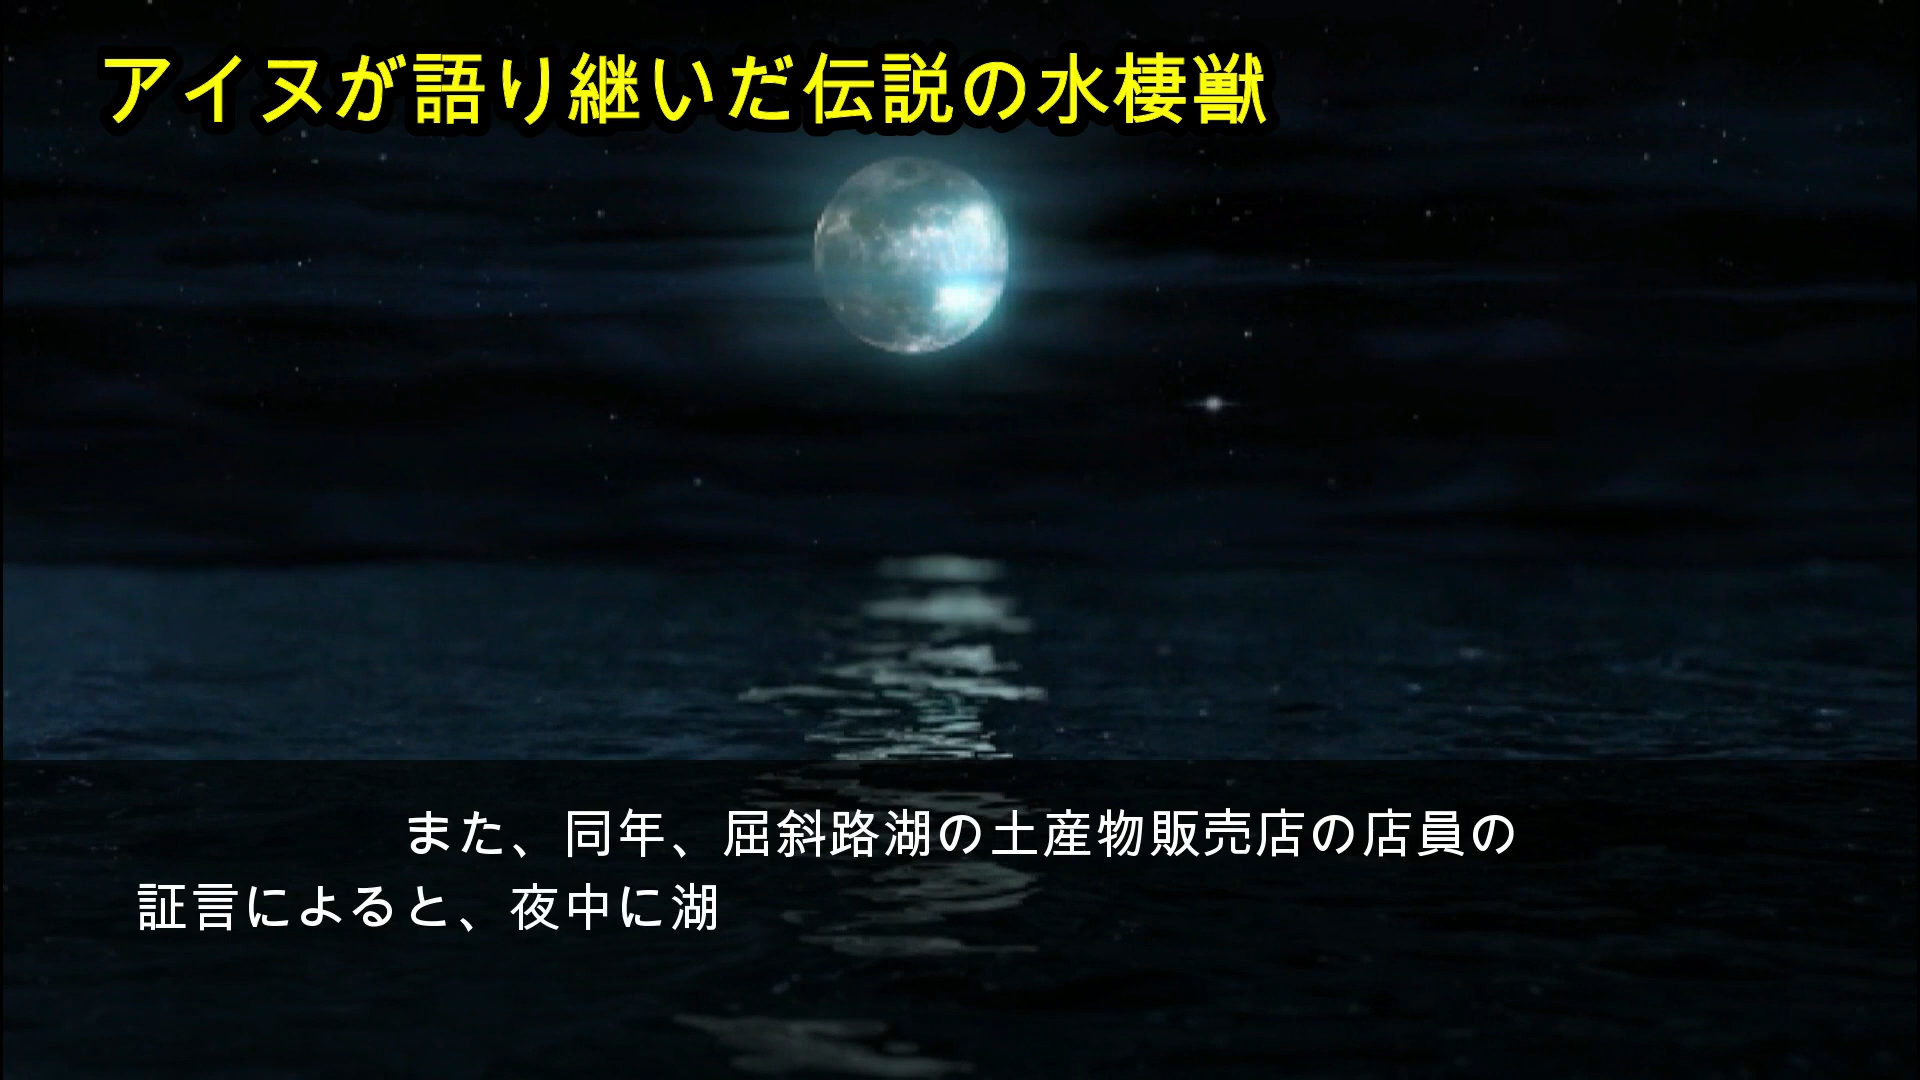 アイヌが語り継いだ伝説の水棲獣
また、同年、屈斜路湖の土産物販売店の店員の
証言によると、夜中に湖